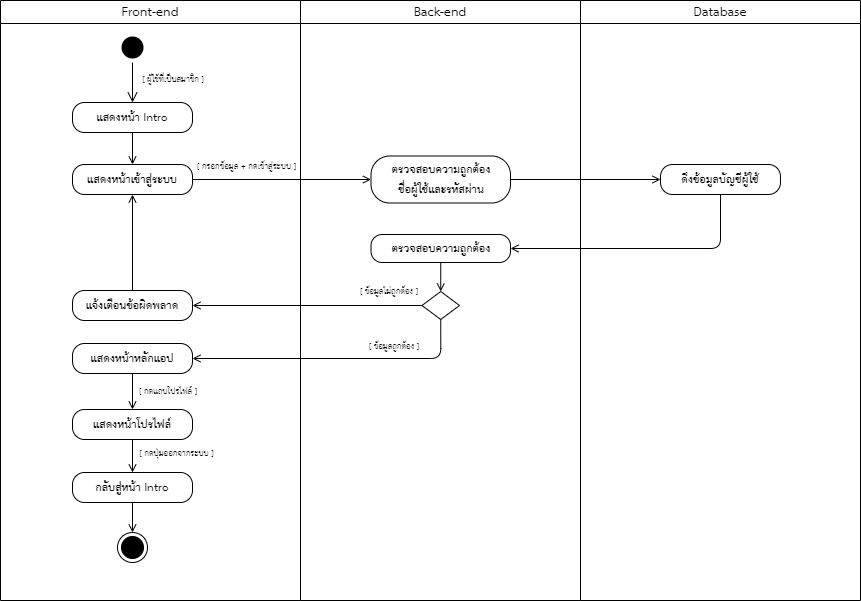 Front-end
Back-end
Database
[ ผู้ใช้ที่เป็นสมาชิก ]
แสดงหน้า Intro
แสดงหน้าเข้าสู่ระบบ
[ กรอกข้อมูล + กดเข้าสู่ระบบ ]
ตรวจสอบความถูกต้อง
ชื่อผู้ใช้และรหัสผ่าน
ดึงข้อมูลบัญชีผู้ใช้
ตรวจสอบความถูกต้อง
[ ข้อมูลไม่ถูกต้อง ]
แจ้งเตือนข้อผิดพลาด
[ ข้อมูลถูกต้อง ]
แสดงหน้าหลักแอป
[ กดแถบโปรไฟล์ ]
แสดงหน้าโปรไฟล์
[ กดปุ่มออกจากระบบ ]
กลับสู่หน้า Intro